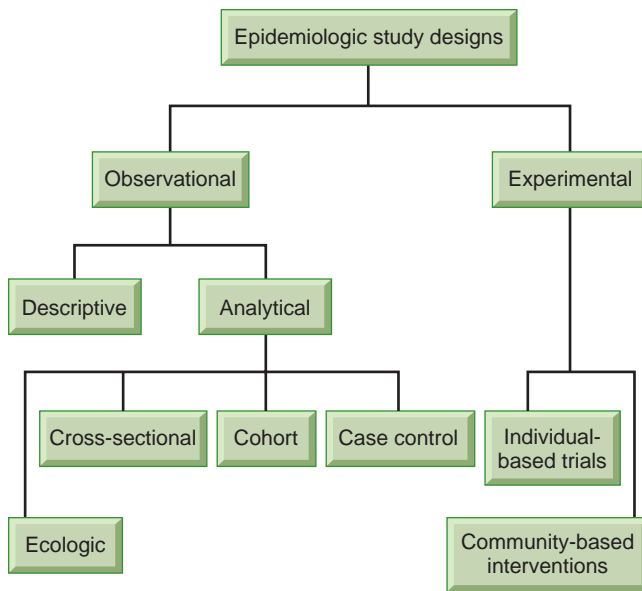 Epidemiologic study designs
Observational
Experimental
Descriptive
Analytical
Cross-sectional
Cohort
Case control
Individual-
based trials
Ecologic
Community-based
interventions